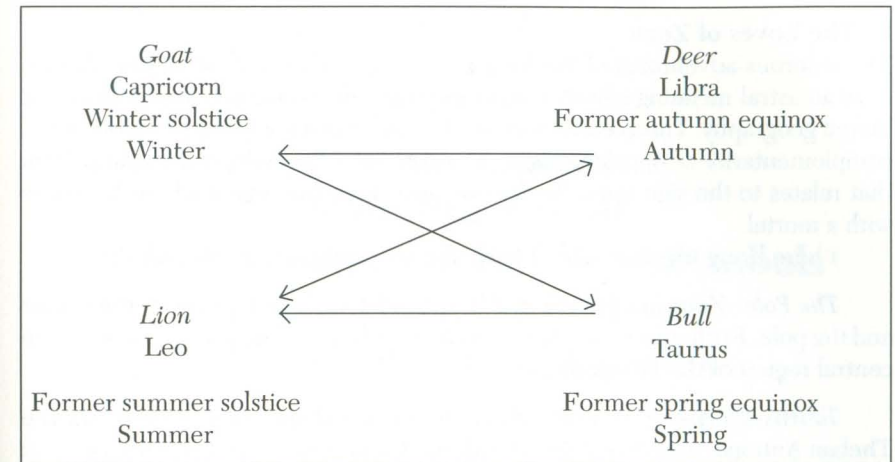 Goat
Capricorn
Winter solstice
Winter
Deer
Libra
Former autumn equinox
Autumn
Lion
Leo
Former summer solstice
Summer
Bull
Taurus
Former spring equinox
Spring